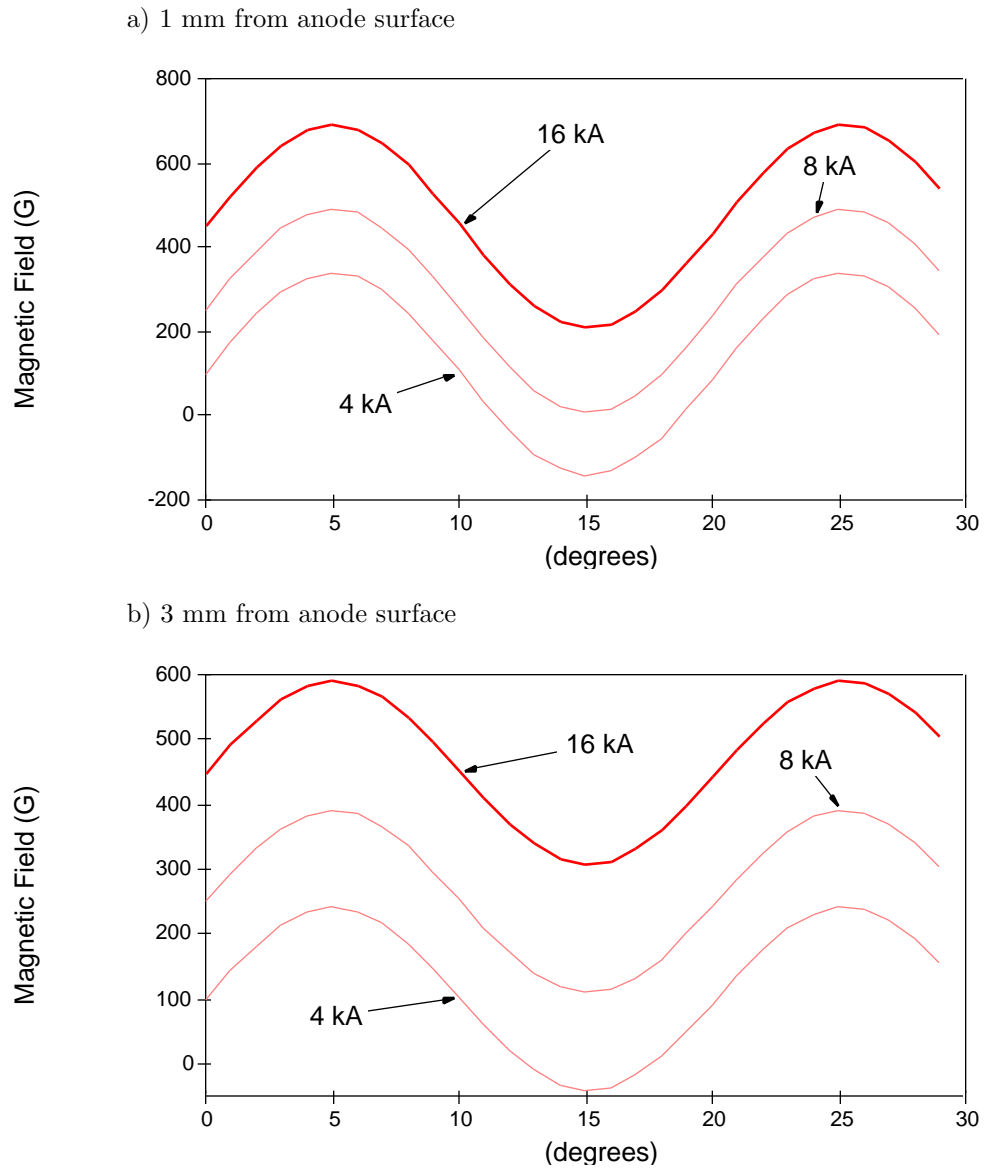 a) 1 mm from anode surface
800
600
400
200
0
-200
Magnetic Field (G)
16 kA
8 kA
4 kA
0 5 10 15 20 25 30
(degrees)
b) 3 mm from anode surface
600
500
400
300
200
100
0
Magnetic Field (G)
16 kA
8 kA
4 kA
0 5 10 15 20 25 30
(degrees)